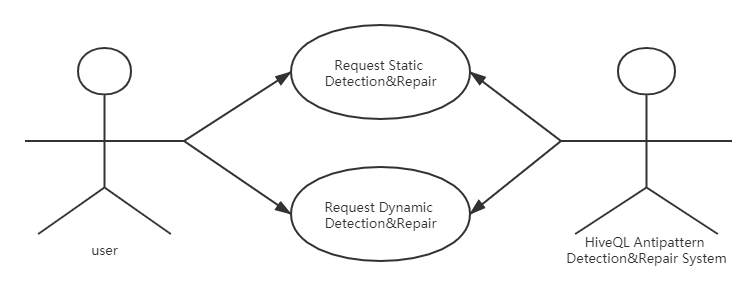 Request Static
Detection&Repair
Request Dynamic
Detection&Repair
user
HiveQL Antipattern
Detection&Repair System